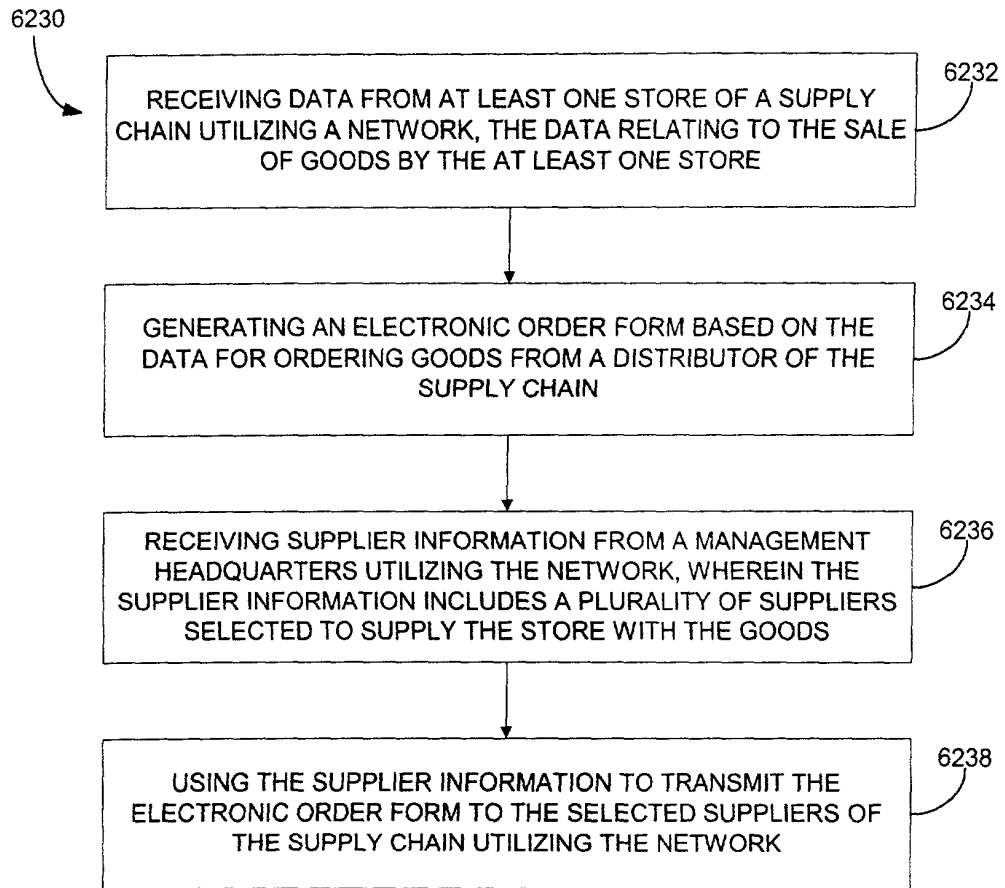 6230
RECEIVING DATA FROM AT LEAST ONE STORE OF A SUPPLY
CHAIN UTILIZING A NETWORK, THE DATA RELATING TO THE SALE
OF GOODS BY THE AT LEAST ONE STORE
6232
GENERATING AN ELECTRONIC ORDER FORM BASED ON THE
DATA FOR ORDERING GOODS FROM A DISTRIBUTOR OF THE
SUPPLY CHAIN
6234
RECEIVING SUPPLIER INFORMATION FROM A MANAGEMENT
HEADQUARTERS UTILIZING THE NETWORK, WHEREIN THE
SUPPLIER INFORMATION INCLUDES A PLURALITY OF SUPPLIERS
SELECTED TO SUPPLY THE STORE WITH THE GOODS
6236
USING THE SUPPLIER INFORMATION TO TRANSMIT THE
ELECTRONIC ORDER FORM TO THE SELECTED SUPPLIERS OF
THE SUPPLY CHAIN UTILIZING THE NETWORK
6238